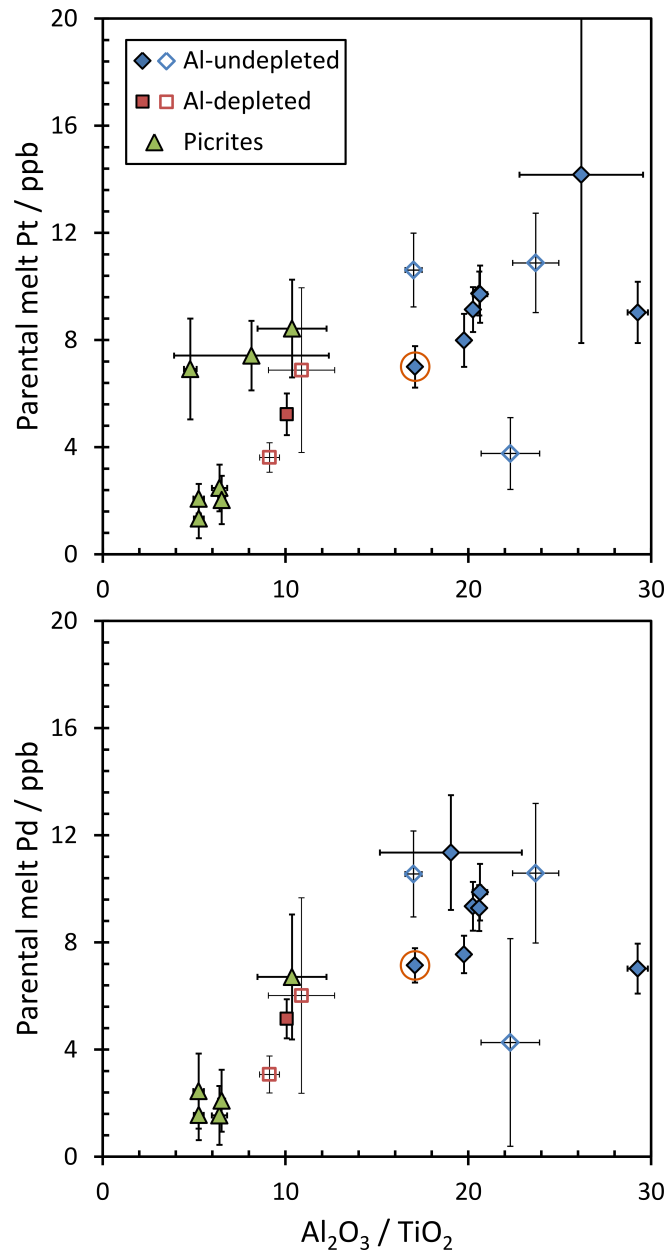 20
16
12
8
4
0
Parental melt Pt / ppb
Al-undepleted
Al-depleted
Picrites
0 10 20 30
20
16
12
8
4
0
Parental melt Pd / ppb
0 10 20 30
Al₂O₃ / TiO₂